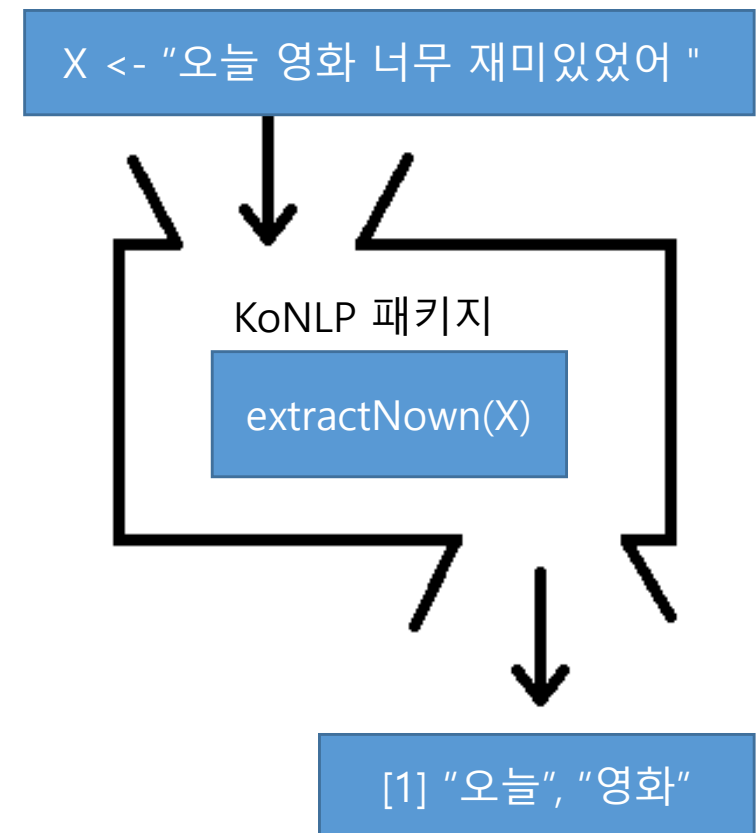 X <- “오늘 영화 너무 재미있었어 "
KoNLP 패키지
extractNown(X)
[1] “오늘”, “영화”